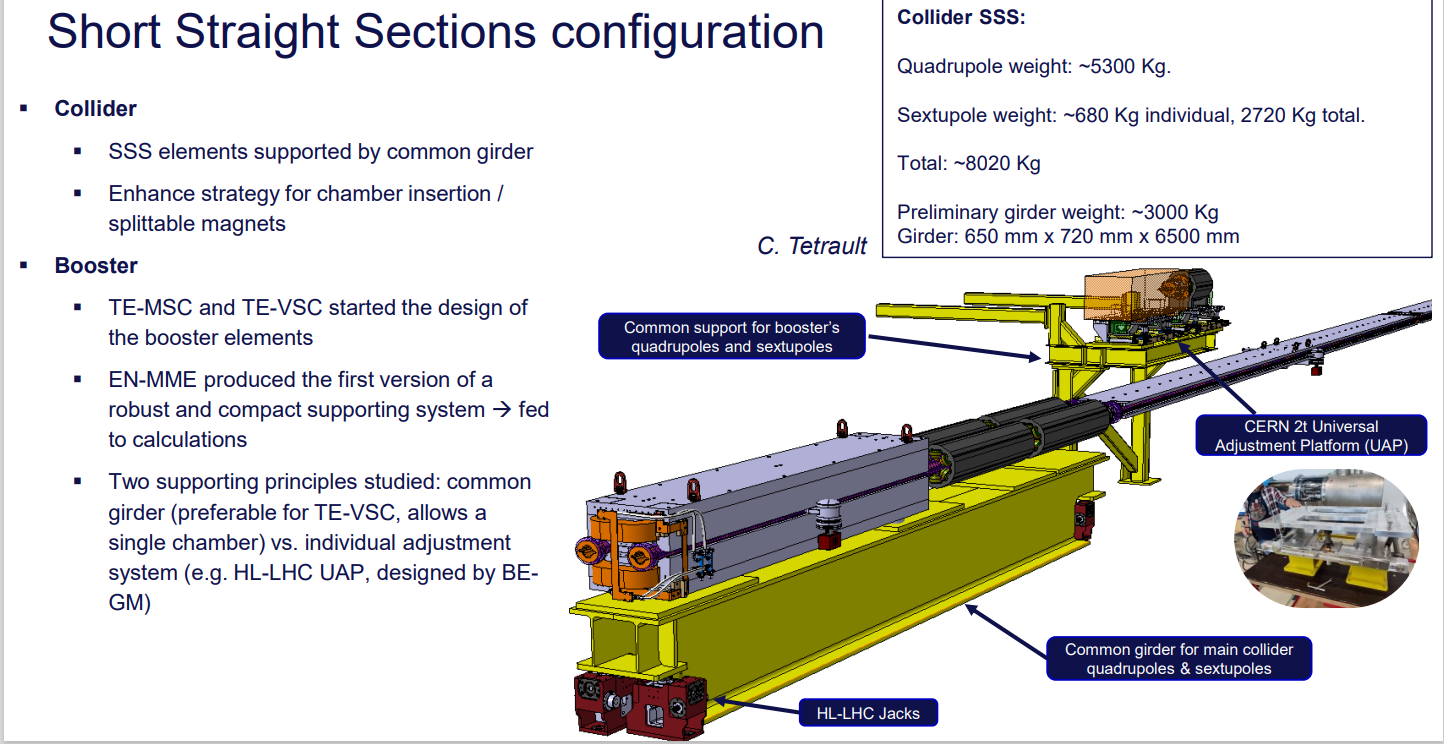 Short Straight Sections configuration
▪ Collider
▪ SSS elements supported by common girder
▪ Enhance strategy for chamber insertion /
splittable magnets
▪ Booster
▪ TE-MSC and TE-VSC started the design of
the booster elements
▪ EN-MME produced the first version of a
robust and compact supporting system → fed
to calculations
▪ Two supporting principles studied: common
girder (preferable for TE-VSC, allows a
single chamber) vs. individual adjustment
system (e.g. HL-LHC UAP, designed by BE-
GM)
Collider SSS:
Quadrupole weight: ~5300 Kg.
Sextupole weight: ~680 Kg individual, 2720 Kg total.
Total: ~8020 Kg
Preliminary girder weight: ~3000 Kg
Girder: 650 mm x 720 mm x 6500 mm
C. Tetrault
Common support for booster's
quadrupoles and sextupoles
CERN 2t Universal
Adjustment Platform (UAP)
Common girder for main collider
quadrupoles & sextupoles
HL-LHC Jacks